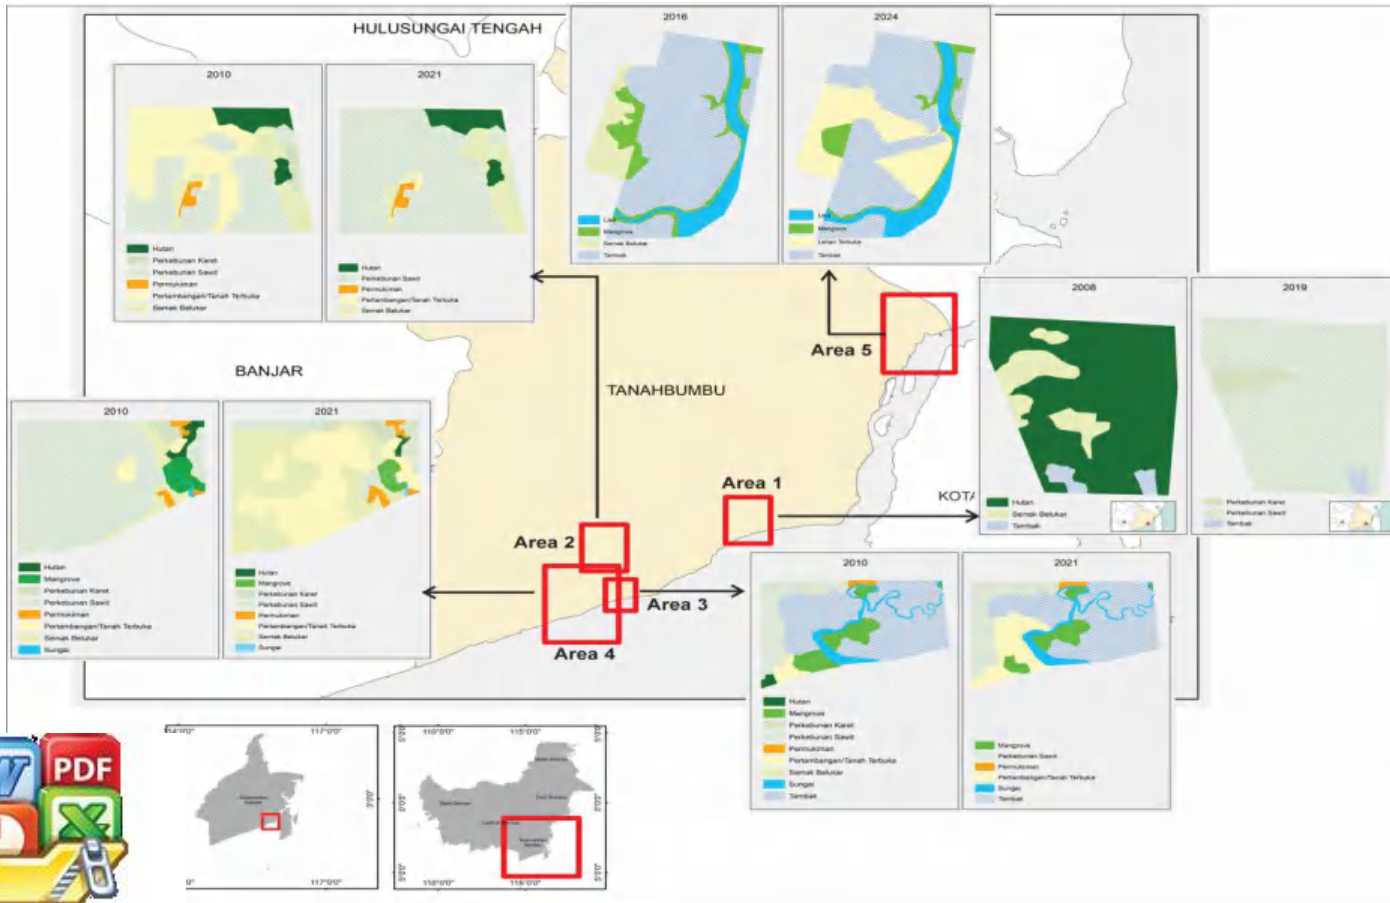 HULUSUNGAI TENGAH
2010
2021
Hutan
Perkebunan Karet
Perkebunan Sawit
Permukiman
Pertambangan/Tanah Terbuka
Semak Belukar
Hutan
Perkebunan Sawit
Permukiman
Pertambangan/Tanah Terbuka
Semak Belukar
2016
2024
Laut
Mangrove
Semak Belukar
Tambak
Laut
Mangrove
Lahan Terbuka
Tambak
Area 5
BANJAR
TANAHBUMBU
2008
2019
Hutan
Semak Belukar
Tambak
Perkebunan Karet
Perkebunan Sawit
Tambak
2010
2021
Hutan
Mangrove
Perkebunan Karet
Perkebunan Sawit
Permukiman
Pertambangan/Tanah Terbuka
Semak Belukar
Sungai
Hutan
Mangrove
Perkebunan Karet
Perkebunan Sawit
Permukiman
Pertambangan/Tanah Terbuka
Semak Belukar
Sungai
Area 1
KOTA
Area 2
Area 3
Area 4
2010
2021
Hutan
Mangrove
Perkebunan Karet
Perkebunan Sawit
Permukiman
Pertambangan/Tanah Terbuka
Semak Belukar
Sungai
Tambak
Mangrove
Perkebunan Sawit
Permukiman
Pertambangan/Tanah Terbuka
Sungai
Tambak
117°0'0"
117°0'0"
PDF